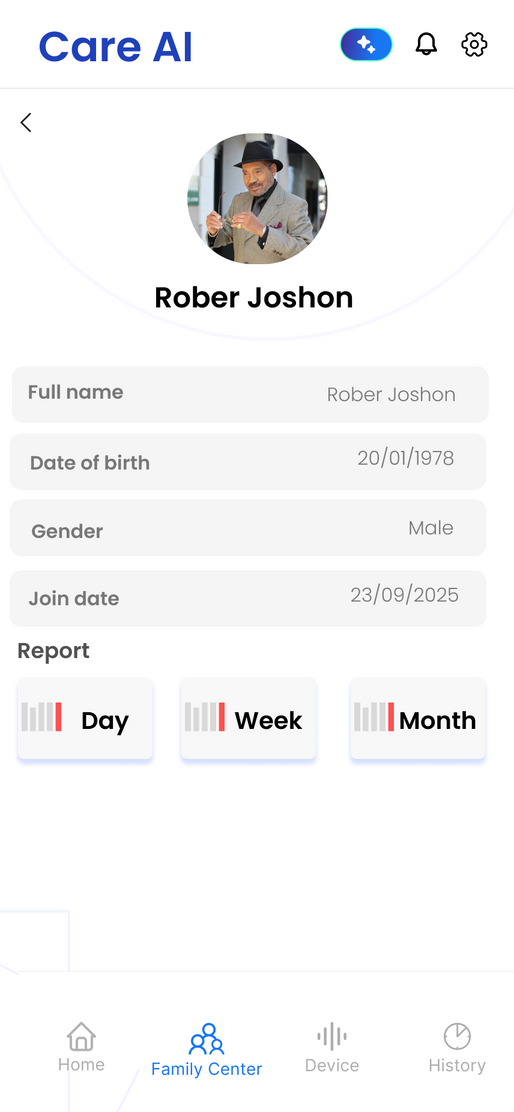 Care AI
Rober Joshon
Full name Rober Joshon
Date of birth 20/01/1978
Gender Male
Join date 23/09/2025
Report
Day Week Month
Home Family Center Device History